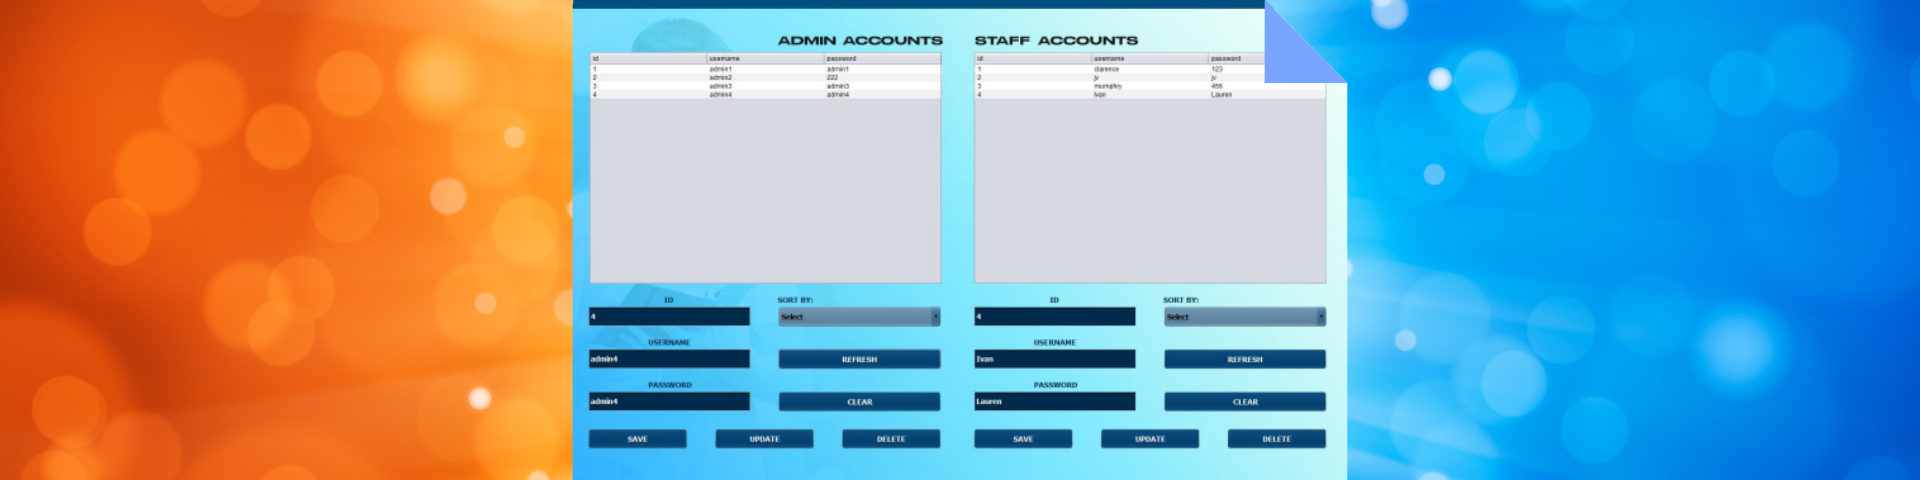 ADMIN ACCOUNTS
id username password
1 admin1 admin1
2 admin2 222
3 admin3 admin3
4 admin4 admin4
ID
4
SORT BY:
Select
USERNAME
admin4
REFRESH
PASSWORD
admin4
CLEAR
SAVE UPDATE DELETE
STAFF ACCOUNTS
id username password
1 clarence 123
2 jv jv
3 mumphry 456
4 Ivan Lauren
ID
4
SORT BY:
Select
USERNAME
Ivan
REFRESH
PASSWORD
Lauren
CLEAR
SAVE UPDATE DELETE